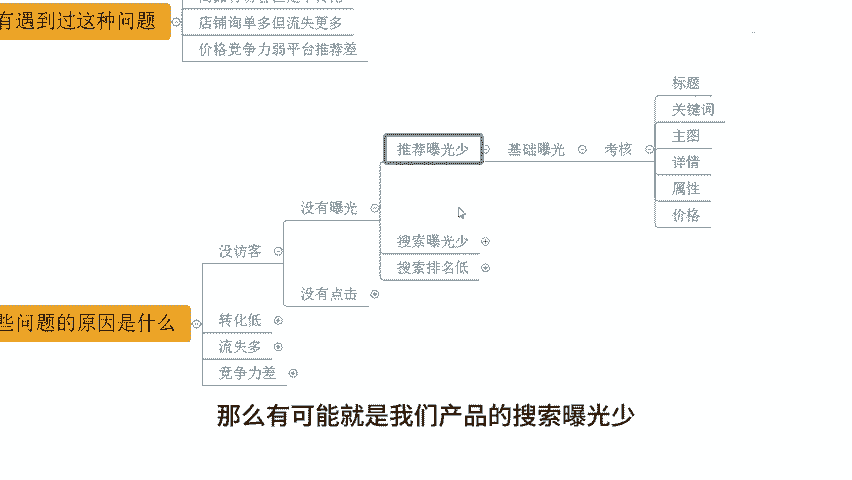 有遇到过这种问题
店铺询单多但流失更多
价格竞争力弱平台推荐差
标题
关键词
主图
推荐曝光少
基础曝光
考核
详情
属性
价格
没有曝光
搜索曝光少
没访客
搜索排名低
没有点击
些问题的原因是什么
转化低
流失多
竞争力差
那么有可能就是我们产品的搜索曝光少